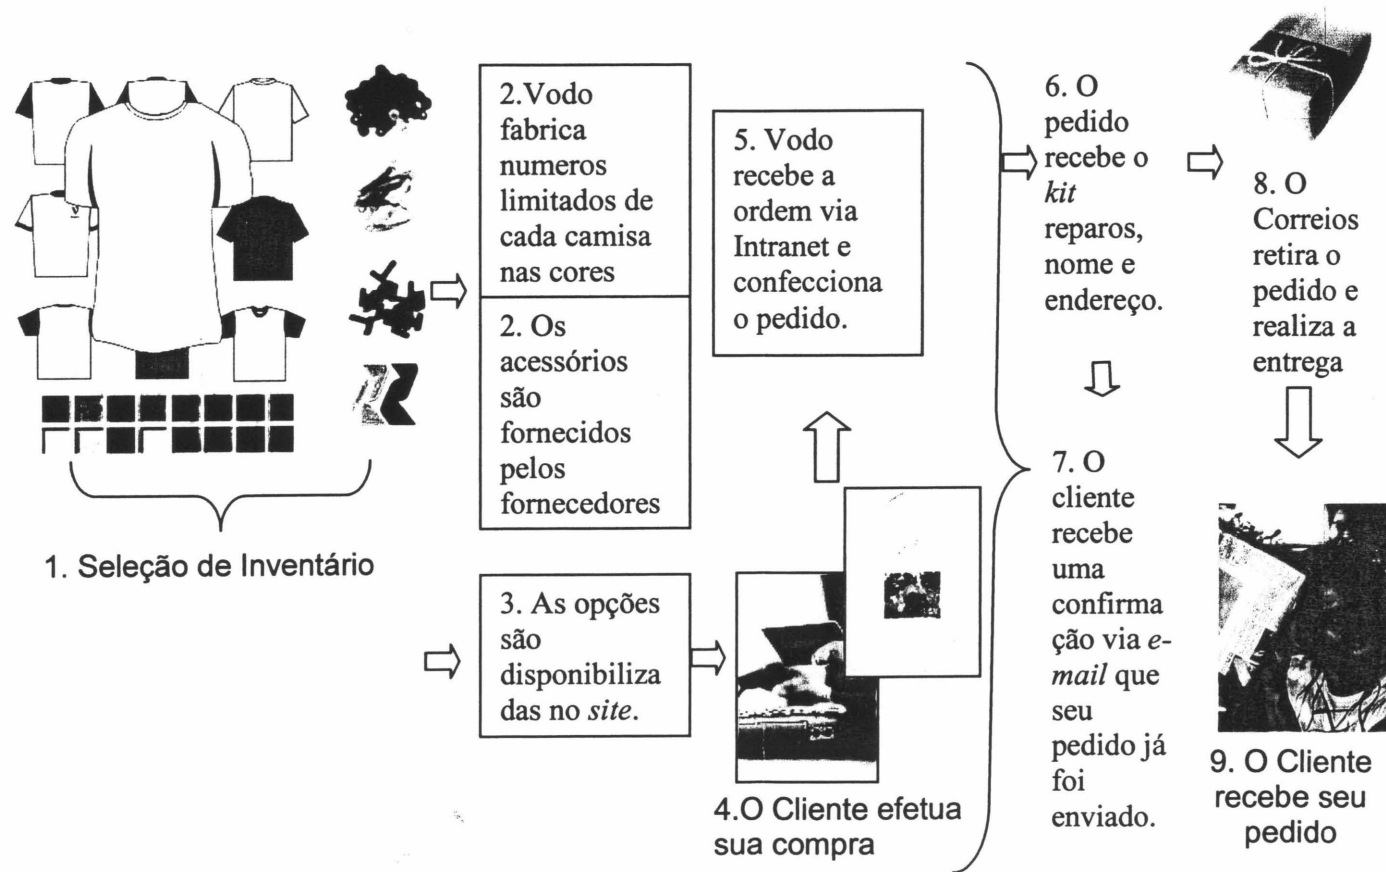 1. Seleção de Inventário
2.Vodo
fabrica
numeros
limitados de
cada camisa
nas cores
2. Os
acessórios
são
fornecidos
pelos
fornecedores
3. As opções
são
disponibiliza
das no site.
4.O Cliente efetua
sua compra
5. Vodo
recebe a
ordem via
Intranet e
confecciona
o pedido.
6. O
pedido
recebe o
kit
reparos,
nome e
endereço.
7. O
cliente
recebe
uma
confirma
ção via e-
mail que
seu
pedido já
foi
enviado.
8. O
Correios
retira o
pedido e
realiza a
entrega
9. O Cliente
recebe seu
pedido